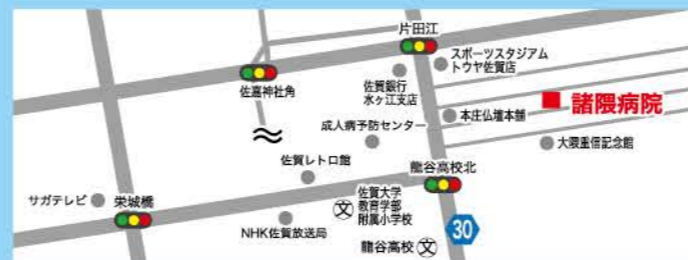 片田江
スポーツスタジアム
トウヤ佐賀店
佐嘉神社角
佐賀銀行
水ヶ江支店
諸隈病院
本庄仏壇本舗
成人病予防センター
大隈重信記念館
佐賀レトロ館
龍谷高校北
サガテレビ
栄城橋
佐賀大学
教育学部
附属小学校
文
NHK佐賀放送局
30
龍谷高校
文